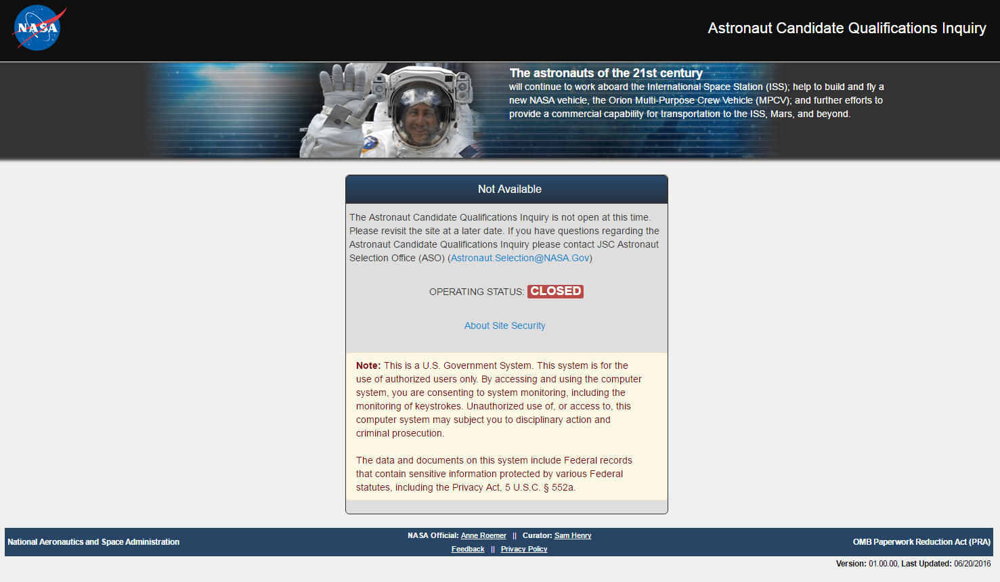 NASA
Astronaut Candidate Qualifications Inquiry
The astronauts of the 21st century
will continue to work aboard the International Space Station (ISS); help to build and fly a
new NASA vehicle, the Orion Multi-Purpose Crew Vehicle (MPCV); and further efforts to
provide a commercial capability for transportation to the ISS, Mars, and beyond.
Not Available
The Astronaut Candidate Qualifications Inquiry is not open at this time.
Please revisit the site at a later date. If you have questions regarding the
Astronaut Candidate Qualifications Inquiry please contact JSC Astronaut
Selection Office (ASO) (Astronaut.Selection@NASA.Gov)
OPERATING STATUS: CLOSED
About Site Security
Note: This is a U.S. Government System. This system is for the
use of authorized users only. By accessing and using the computer
system, you are consenting to system monitoring, including the
monitoring of keystrokes. Unauthorized use of, or access to, this
computer system may subject you to disciplinary action and
criminal prosecution.
The data and documents on this system include Federal records
that contain sensitive information protected by various Federal
statutes, including the Privacy Act, 5 U.S.C. § 552a.
National Aeronautics and Space Administration
NASA Official: Anne Roemer || Curator: Sam Henry
Feedback || Privacy Policy
OMB Paperwork Reduction Act (PRA)
Version: 01.00.00, Last Updated: 06/20/2016